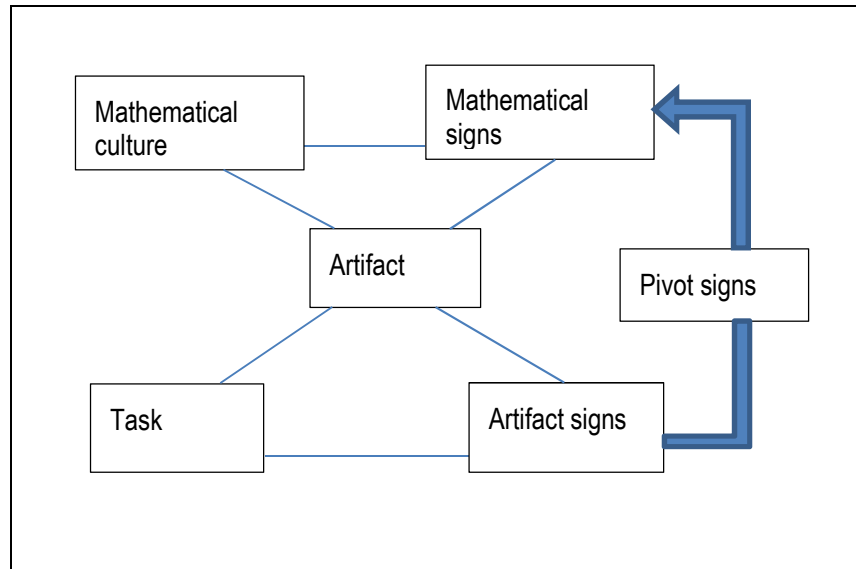 Mathematical
culture
Mathematical
signs
Artifact
Pivot signs
Task
Artifact signs